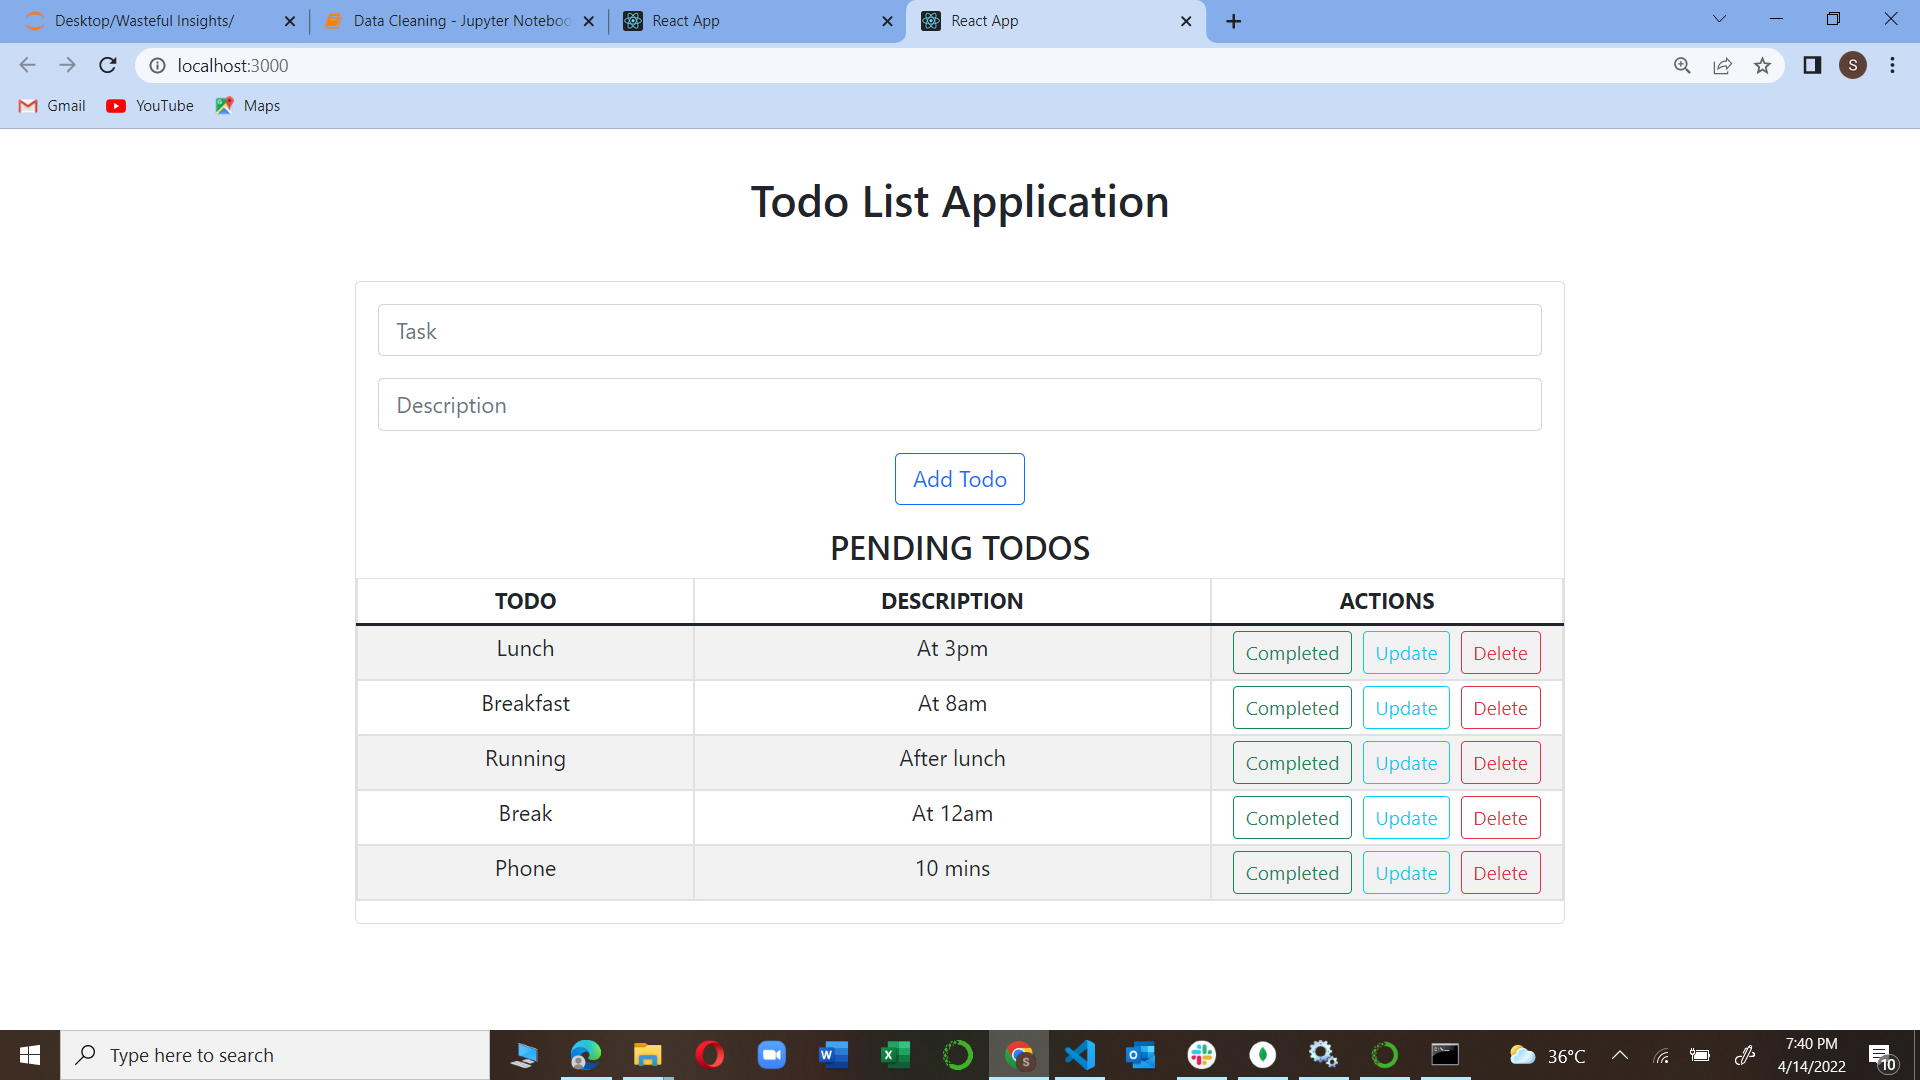 Desktop/Wasteful Insights/
Data Cleaning - Jupyter Noteboo
React App
React App
localhost:3000
S
Gmail
YouTube
Maps
Todo List Application
Task
Description
Add Todo
PENDING TODOS
TODO DESCRIPTION ACTIONS
Lunch At 3pm Completed Update Delete
Breakfast At 8am Completed Update Delete
Running After lunch Completed Update Delete
Break At 12am Completed Update Delete
Phone 10 mins Completed Update Delete
Type here to search
36°C
7:40 PM
4/14/2022
10